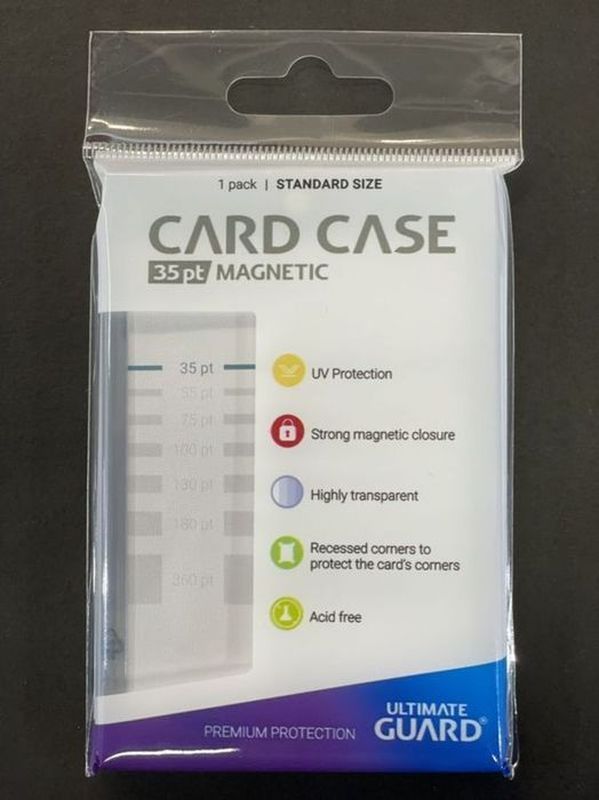 1 pack | STANDARD SIZE
CARD CASE
35pt MAGNETIC
35 pt
55 pt
75 pt
100 pt
130 pt
180 pt
360 pt
UV Protection
Strong magnetic closure
Highly transparent
Recessed corners to
protect the card's corners
Acid free
PREMIUM PROTECTION
ULTIMATE
GUARD®